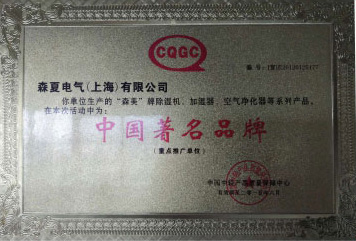 CQGC
森夏电气(上海)有限公司
你单位生产的“森美”牌除湿机、加湿器、空气净化器等系列产品。
在本次活动中为:
中国著名品牌
(重点推广单位)